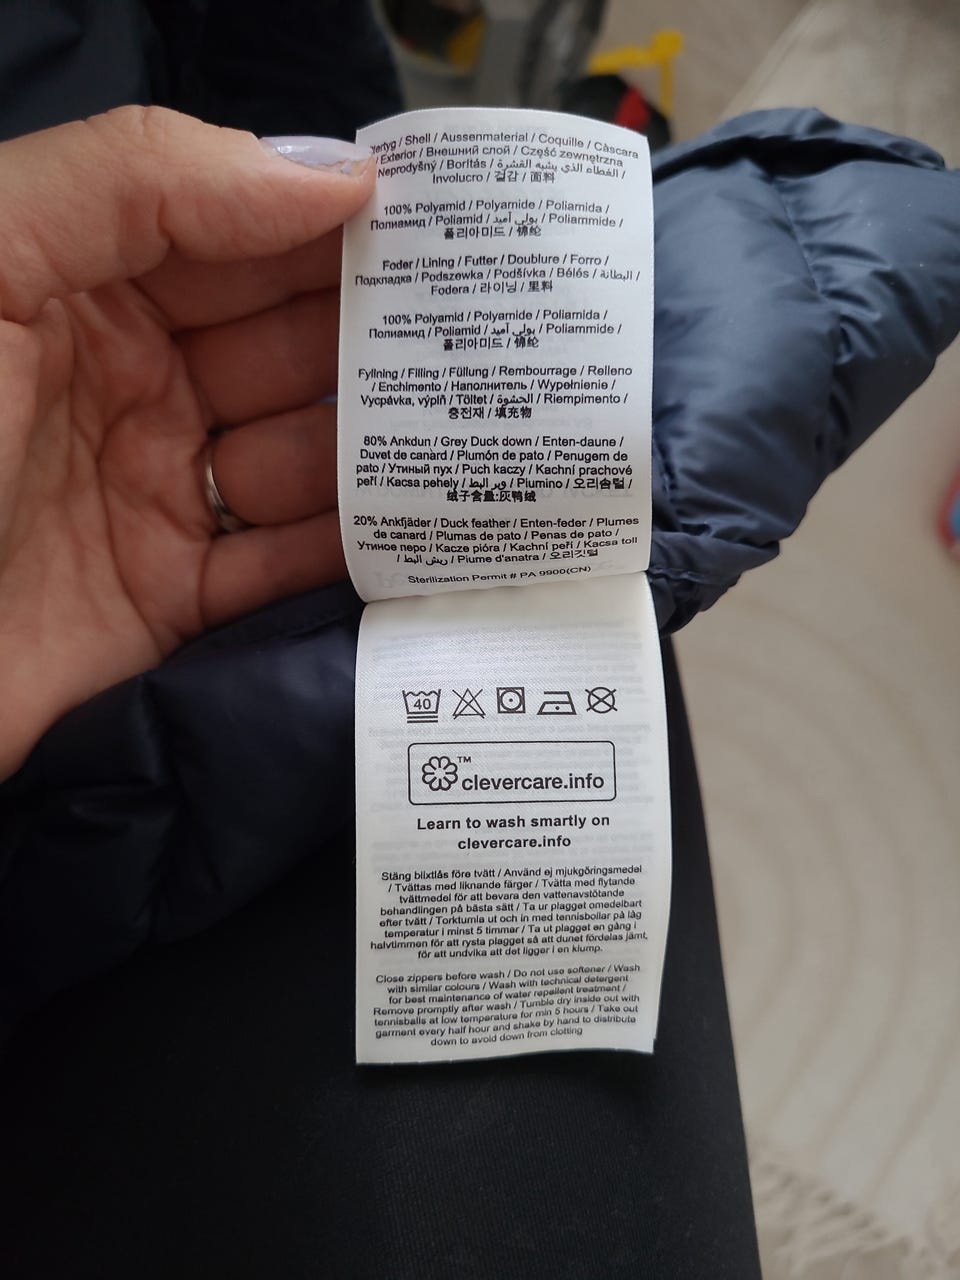 / Shell / Aussenmaterial / Coquille / Càscara
/ Exterior / Внешний слой / Część zewnętrzna
Neprodyšný / Borítás / الغطاء الذي يشبه القشرة /
Involucro / 겉감 / 面料
100% Polyamid / Polyamide / Poliamida /
Полиамид / Poliamid / بولي أميد / Poliammide /
폴리아미드 / 锦纶
Foder / Lining / Futter / Doublure / Forro /
Подкладка / Podszewka / Podšívka / Bélés / البطانة /
Fodera / 라이닝 / 里料
100% Polyamid / Polyamide / Poliamida /
Полиамид / Poliamid / بولي أميد / Poliammide /
폴리아미드 / 锦纶
Fyllning / Filling / Füllung / Rembourrage / Relleno
/ Enchimento / Наполнитель / Wypełnienie /
Vycpávka, výplň / Töltet / الحشوة / Riempimento /
충전재 / 填充物
80% Ankdun / Grey Duck down / Enten-daune /
Duvet de canard / Plumón de pato / Penugem de
pato / Утиный пух / Puch kaczy / Kachní prachové
peří / Kacsa pehely / وبر البط / Piumino / 오리솜털 /
绒子含量:灰鸭绒
20% Ankfjäder / Duck feather / Enten-feder / Plumes
de canard / Plumas de pato / Penas de pato /
Утиное перо / Kacze pióra / Kachní peří / Kacsa toll
/ ريش البط / Piume d'anatra / 오리깃털
Sterilization Permit # PA 9900(CN)
40
TM
clevercare.info
Learn to wash smartly on
clevercare.info
Stäng blixtlås före tvätt / Använd ej mjukgöringsmedel
/ Tvättas med liknande färger / Tvätta med flytande
tvättmedel för att bevara den vattenavstötande
behandlingen på bästa sätt / Ta ur plagget omedelbart
efter tvätt / Torktumla ut och in med tennisbollar på låg
temperatur i minst 5 timmar / Ta ut plagget en gång i
halvtimmen för att rysta plagget så att dunet fördelas jämt,
för att undvika att det ligger i en klump.
Close zippers before wash / Do not use softener / Wash
with similar colours / Wash with technical detergent
for best maintenance of water repellent treatment /
Remove promptly after wash / Tumble dry inside out with
tennisballs at low temperature for min 5 hours / Take out
garment every half hour and shake by hand to distribute
down to avoid down from clotting